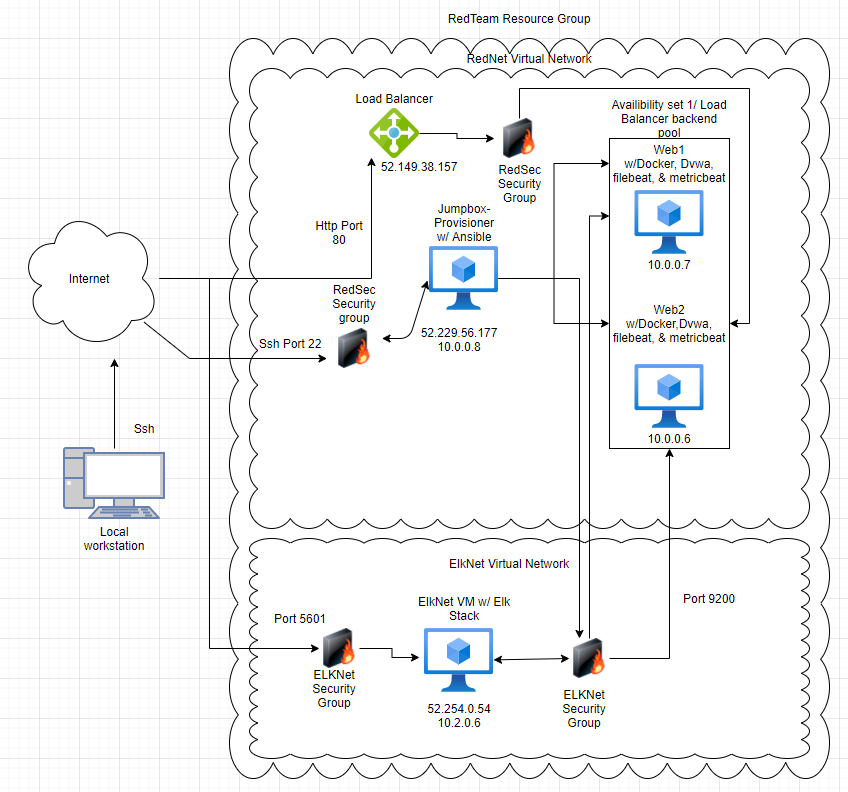 RedTeam Resource Group
RedNet Virtual Network
Load Balancer
52.149.38.157
RedSec
Security
Group
Availibility set 1/ Load
Balancer backend
pool
Web1
w/Docker, Dvwa,
filebeat, & metricbeat
10.0.0.7
Web2
w/Docker,Dvwa,
filebeat, & metricbeat
10.0.0.6
Jumpbox-
Provisioner
w/ Ansible
52.229.56.177
10.0.0.8
Http Port
80
RedSec
Security
group
Ssh Port 22
Internet
Ssh
Local
workstation
ElkNet Virtual Network
Port 5601
ELKNet
Security
Group
ElkNet VM w/ Elk
Stack
52.254.0.54
10.2.0.6
ELKNet
Security
Group
Port 9200